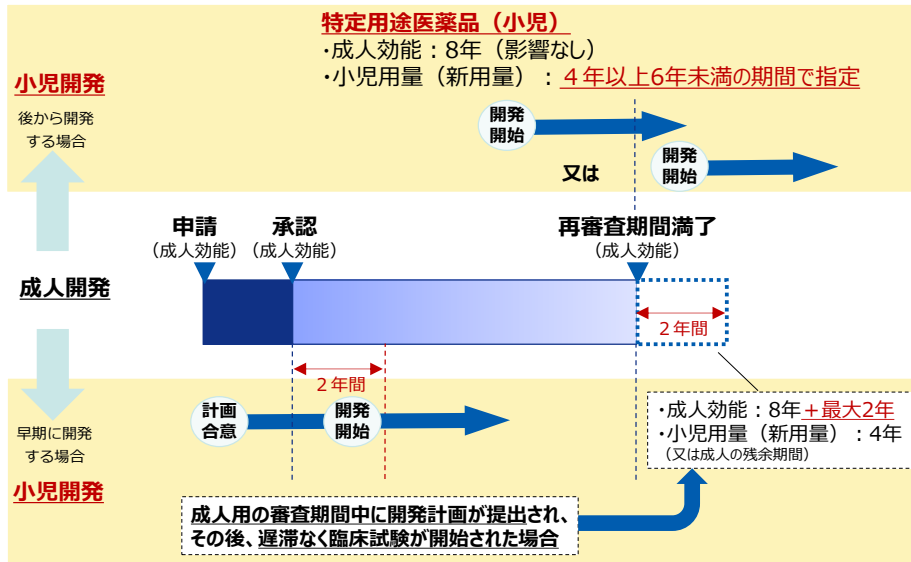 特定用途医薬品（小児）
・成人効能：8年（影響なし）
・小児用量（新用量）：４年以上6年未満の期間で指定
小児開発
後から開発
する場合
開発
開始
又は
開発
開始
申請
（成人効能）
承認
（成人効能）
再審査期間満了
（成人効能）
成人開発
２年間
２年間
早期に開発
する場合
小児開発
計画
合意
開発
開始
・成人効能：8年＋最大2年
・小児用量（新用量）：4年
（又は成人の残余期間）
成人用の審査期間中に開発計画が提出され、
その後、遅滞なく臨床試験が開始された場合